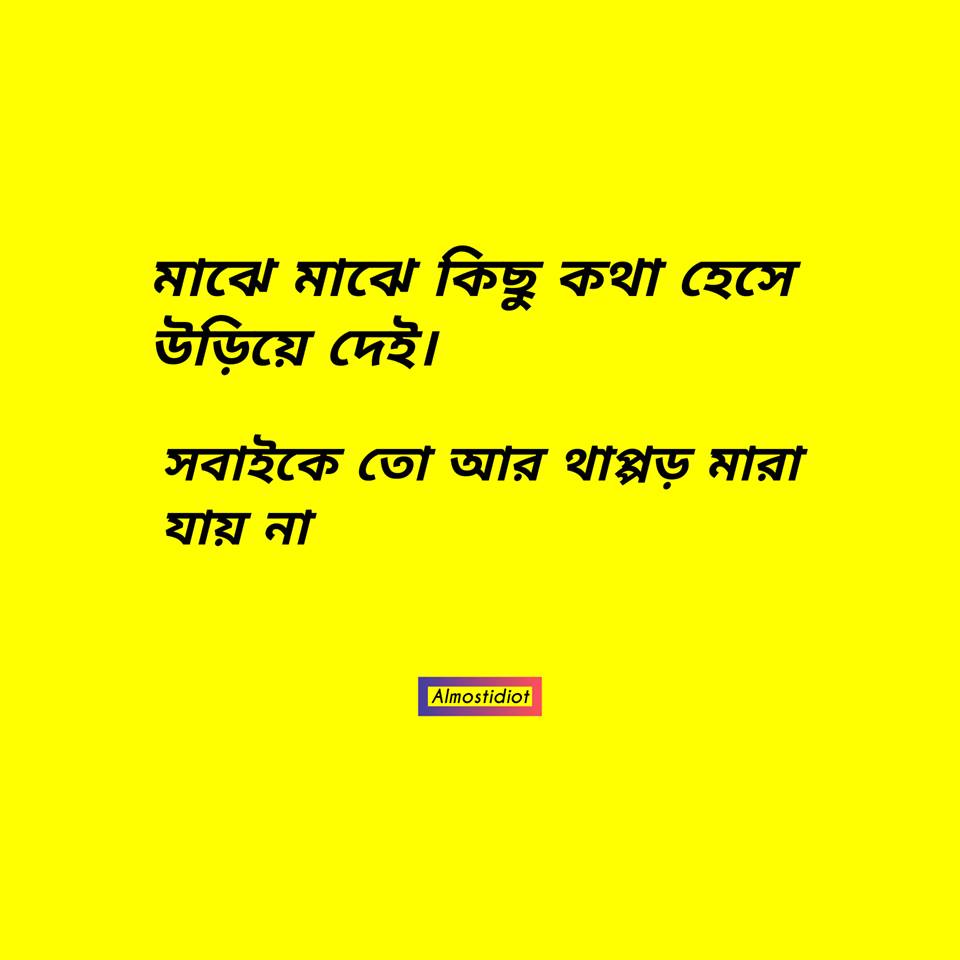 মাঝে মাঝে কিছু কথা হেসে
উড়িয়ে দেই।
সবাইকে তো আর থাপ্পড় মারা
যায় না
Almostidiot